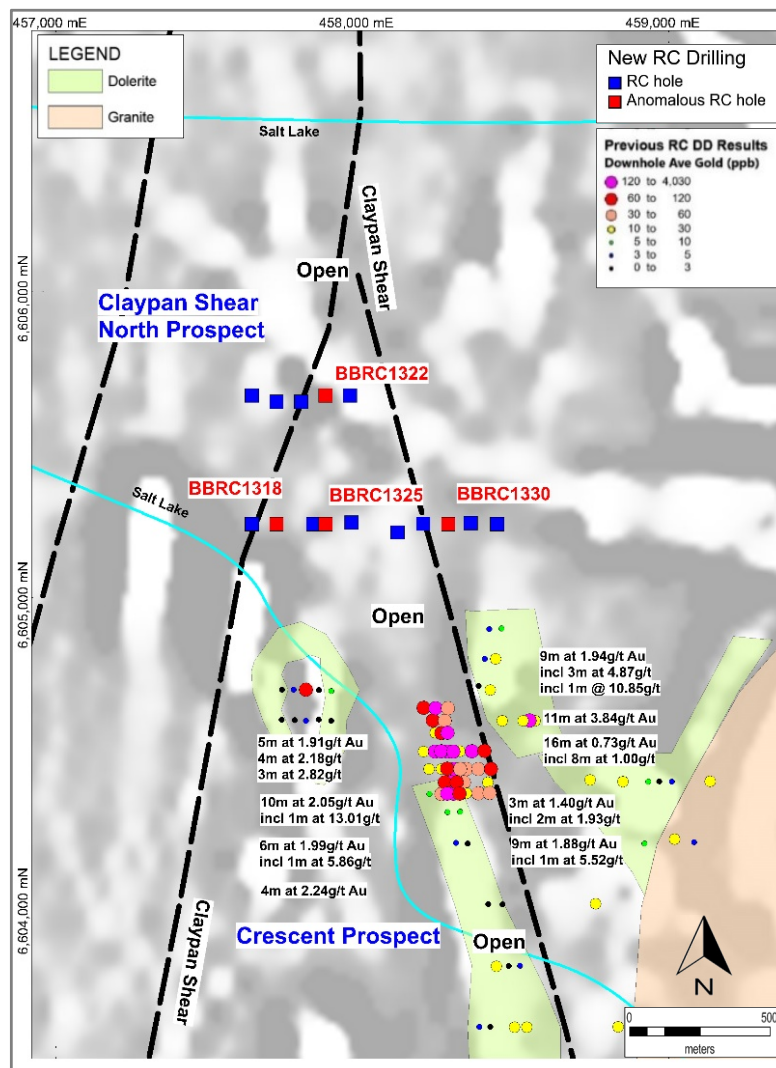 457,000 mE
458,000 mE
459,000 mE
LEGEND
Dolerite
Granite
New RC Drilling
RC hole
Anomalous RC hole
Previous RC DD Results
Downhole Ave Gold (ppb)
120 to 4,030
60 to 120
30 to 60
10 to 30
5 to 10
3 to 5
0 to 3
Salt Lake
Claypan Shear
Open
6,606,000 mN
Claypan Shear
North Prospect
BBRC1322
BBRC1318
BBRC1325
BBRC1330
Salt Lake
6,605,000 mN
Open
9m at 1.94g/t Au
incl 3m at 4.87g/t
incl 1m @ 10.85g/t
11m at 3.84g/t Au
16m at 0.73g/t Au
incl 8m at 1.00g/t
5m at 1.91g/t Au
4m at 2.18g/t
3m at 2.82g/t
10m at 2.05g/t Au
incl 1m at 13.01g/t
3m at 1.40g/t Au
incl 2m at 1.93g/t
6m at 1.99g/t Au
incl 1m at 5.86g/t
9m at 1.88g/t Au
incl 1m at 5.52g/t
4m at 2.24g/t Au
6,604,000 mN
Claypan Shear
Crescent Prospect
Open
N
0
500
meters